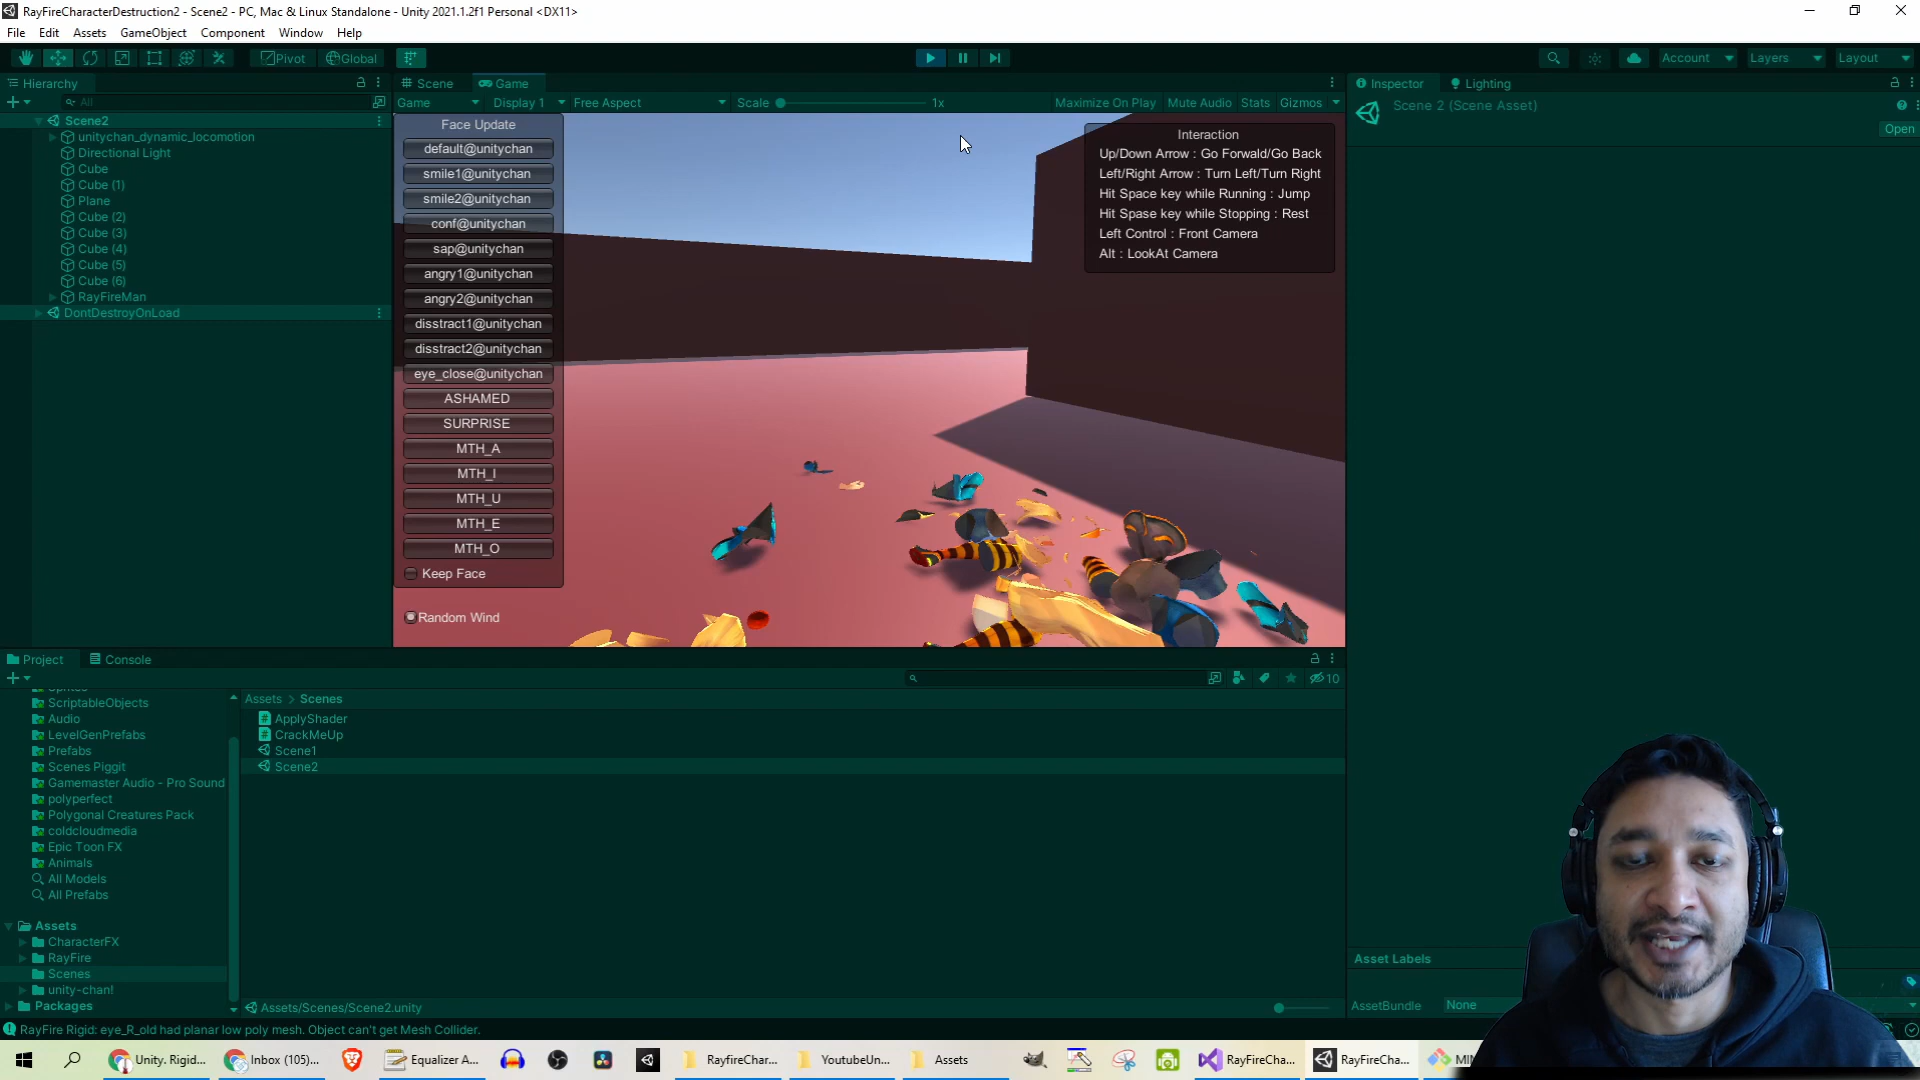 RayFireCharacterDestruction2 - Scene2 - PC, Mac & Linux Standalone - Unity 2021.1.2f1 Personal <DX11>
File Edit Assets GameObject Component Window Help
Pivot Global Account Layers Layout
Hierarchy
All
Scene2
unitychan_dynamic_locomotion
Directional Light
Cube
Cube (1)
Plane
Cube (2)
Cube (3)
Cube (4)
Cube (5)
Cube (6)
RayFireMan
DontDestroyOnLoad
Scene Game
Game Display 1 Free Aspect Scale 1x Maximize On Play Mute Audio Stats Gizmos
Face Update
default@unitychan
smile1@unitychan
smile2@unitychan
conf@unitychan
sap@unitychan
angry1@unitychan
angry2@unitychan
disstract1@unitychan
disstract2@unitychan
eye_close@unitychan
ASHAMED
SURPRISE
MTH_A
MTH_I
MTH_U
MTH_E
MTH_O
Keep Face
Random Wind
Interaction
Up/Down Arrow : Go Forwald/Go Back
Left/Right Arrow : Turn Left/Turn Right
Hit Space key while Running : Jump
Hit Spase key while Stopping : Rest
Left Control : Front Camera
Alt : LookAt Camera
Inspector Lighting
Scene 2 (Scene Asset)
Open
Project Console
10
ScriptableObjects
Audio
LevelGenPrefabs
Prefabs
Scenes Piggit
Gamemaster Audio - Pro Sound
polyperfect
Polygonal Creatures Pack
coldcloudmedia
Epic Toon FX
Animals
All Models
All Prefabs
Assets
CharacterFX
RayFire
Scenes
unity-chan!
Packages
Assets > Scenes
ApplyShader
CrackMeUp
Scene1
Scene2
Assets/Scenes/Scene2.unity
Asset Labels
AssetBundle None
RayFire Rigid: eye_R_old had planar low poly mesh. Object can't get Mesh Collider.
Unity. Rigid... Inbox (105)... Equalizer A... RayfireChar... YoutubeUn... Assets RayFireCha... RayFireCha...